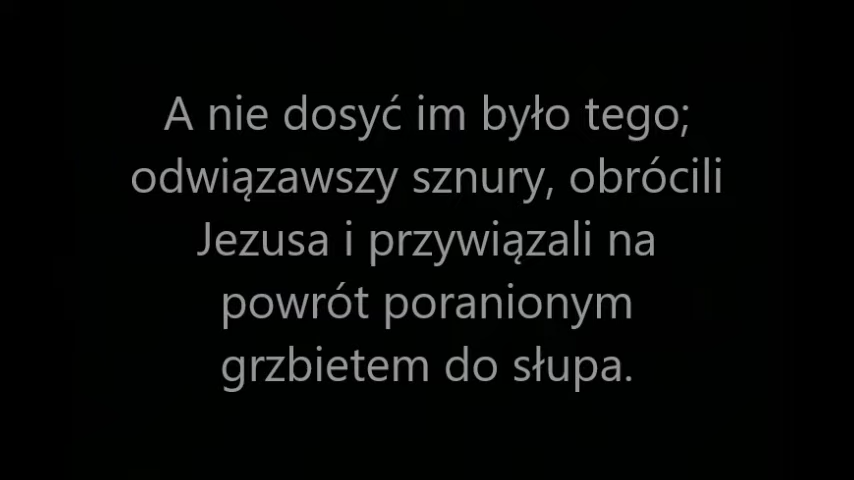 A nie dosyć im było tego;
odwiązawszy sznury, obrócili
Jezusa i przywiązali na
powrót poranionym
grzbietem do słupa.